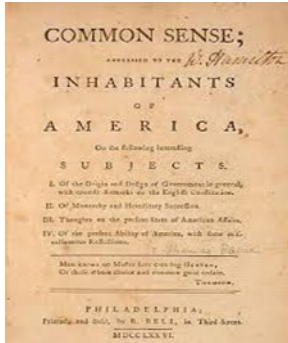 COMMON SENSE;
ADDRESSED TO THE
W. Hamilton
INHABITANTS
OF
AMERICA,
On the following interesting
SUBJECTS.
I. Of the Origin and Design of Government in general,
with concise Remarks on the English Constitution.
II. Of Monarchy and Hereditary Succession.
III. Thoughts on the present State of American Affairs.
IV. Of the present Ability of America, with some mis-
cellaneous Reflections.
Thomas Paine
Man knows no Master save creating HEAVEN,
Or those whom choice and common good ordain.
THOMSON.
PHILADELPHIA;
Printed, and Sold, by R. BELL, in Third-Street.
MDCCLXXVI.